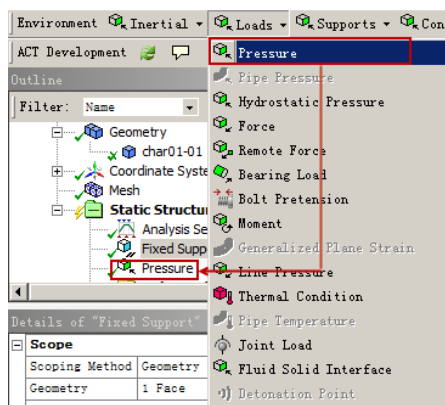 Environment Inertial Loads Supports Con
ACT Development
Outline
Filter: Name
Geometry
char01-01
Coordinate Syste
Mesh
Static Structu
Analysis Se
Fixed Supp
Pressure
Details of "Fixed Support"
Scope
Scoping Method Geometry
Geometry 1 Face
Pressure
Pipe Pressure
Hydrostatic Pressure
Force
Remote Force
Bearing Load
Bolt Pretension
Moment
Generalized Plane Strain
Line Pressure
Thermal Condition
Pipe Temperature
Joint Load
Fluid Solid Interface
Detonation Point